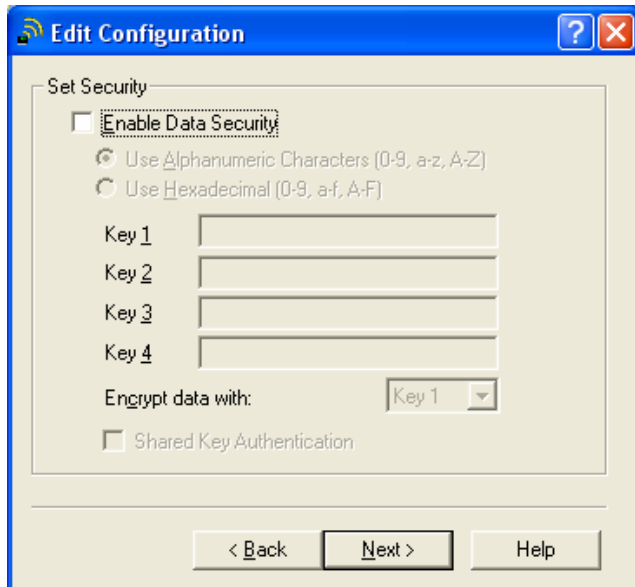 Edit Configuration
Set Security
Enable Data Security
Use Alphanumeric Characters (0-9, a-z, A-Z)
Use Hexadecimal (0-9, a-f, A-F)
Key 1
Key 2
Key 3
Key 4
Encrypt data with: Key 1
Shared Key Authentication
< Back Next > Help